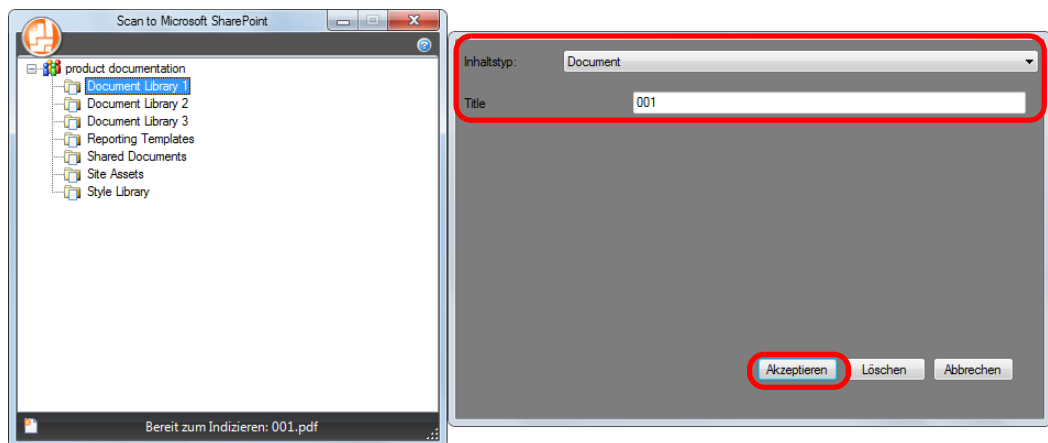 Scan to Microsoft SharePoint
product documentation
Document Library 1
Document Library 2
Document Library 3
Reporting Templates
Shared Documents
Site Assets
Style Library
Bereit zum Indizieren: 001.pdf
Inhaltstyp: Document
Title 001
Akzeptieren Löschen Abbrechen